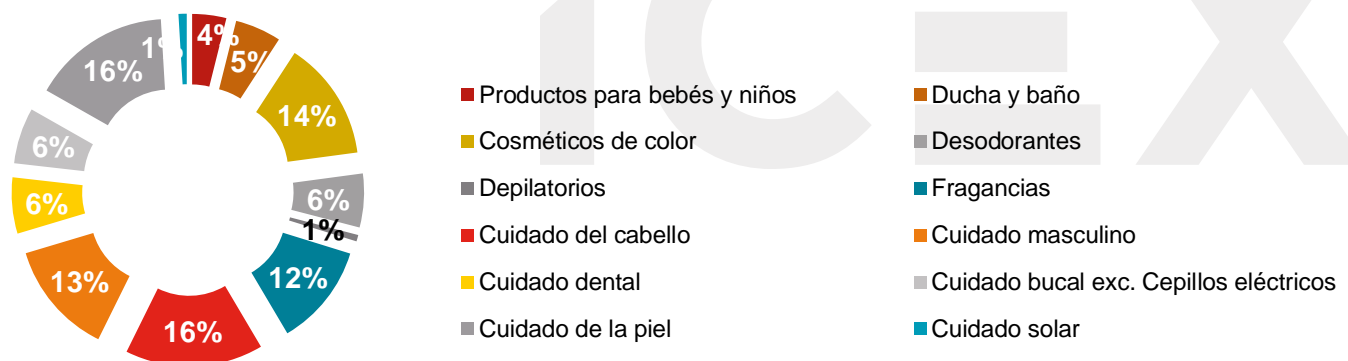 1%
4%
5%
16%
14%
6%
6%
6%
1%
13%
12%
16%
ICEX
Productos para bebés y niños
Ducha y baño
Cosméticos de color
Desodorantes
Depilatorios
Fragancias
Cuidado del cabello
Cuidado masculino
Cuidado dental
Cuidado bucal exc. Cepillos eléctricos
Cuidado de la piel
Cuidado solar